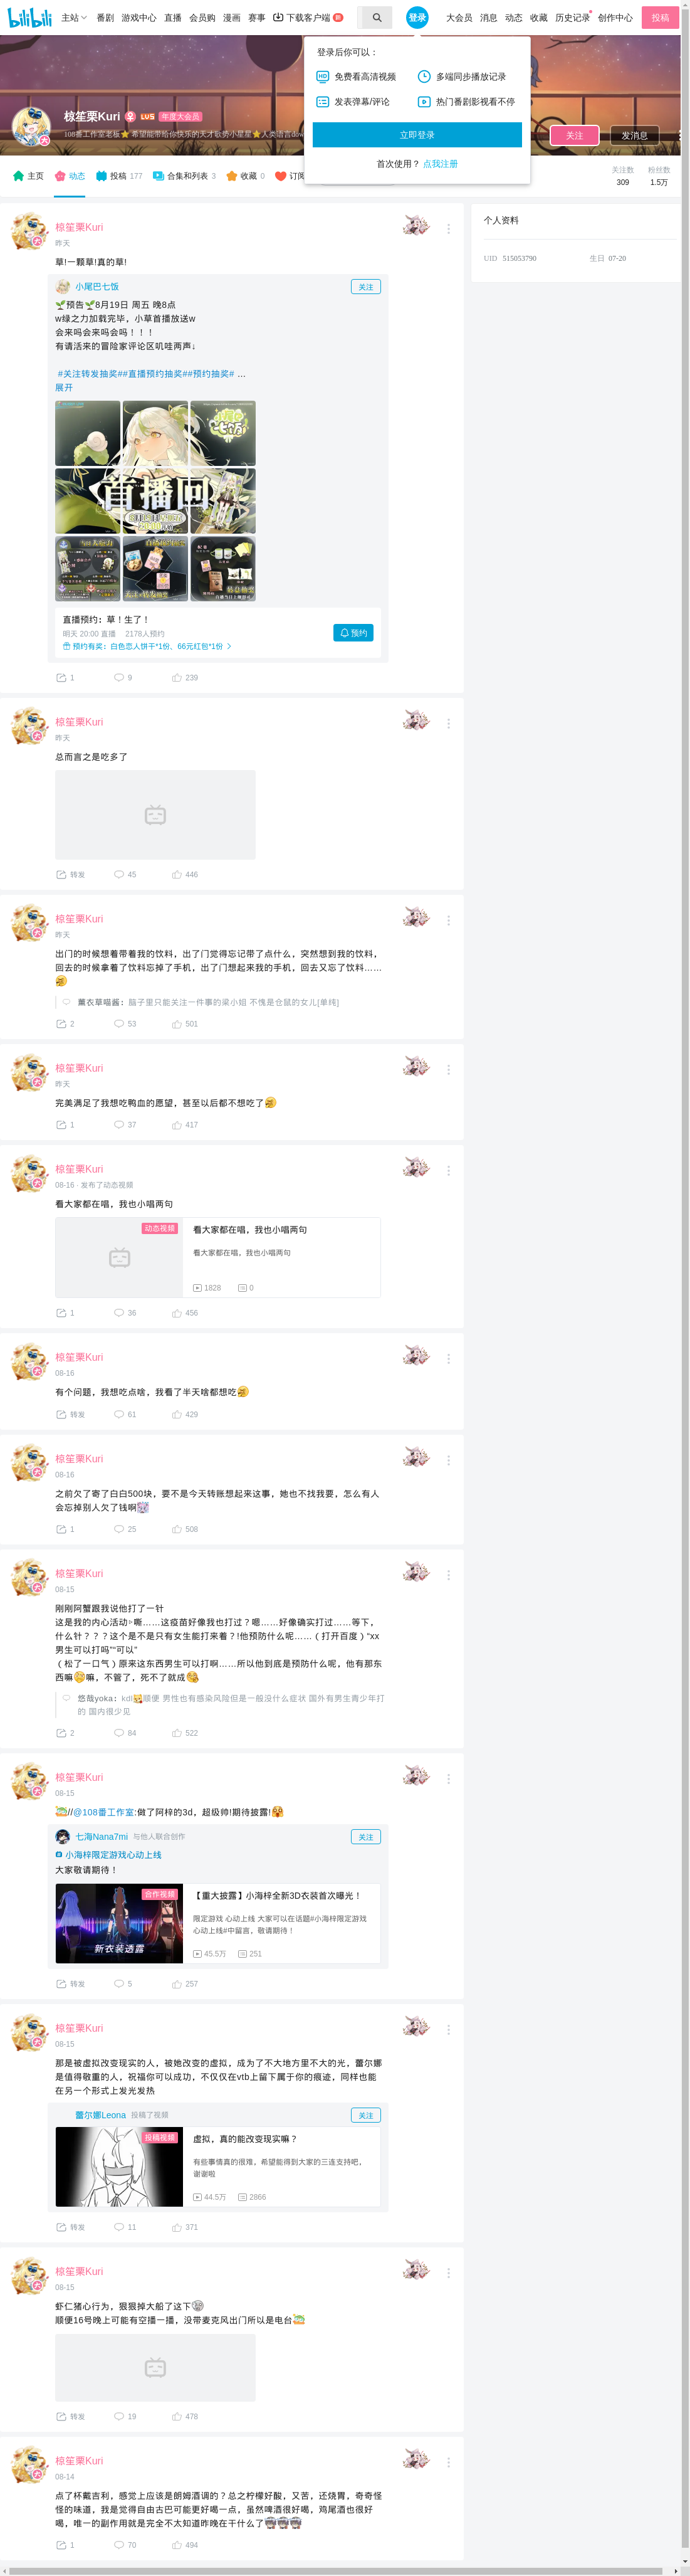 bilibili 主站 番剧 游戏中心 直播 会员购 漫画 赛事 下载客户端 登录 大会员 消息 动态 收藏 历史记录 创作中心 投稿
登录后你可以：
免费看高清视频 多端同步播放记录
发表弹幕/评论 热门番剧影视看不停
立即登录
首次使用？ 点我注册
椋笙栗Kuri LV5 年度大会员
108番工作室老板⭐ 希望能带给你快乐的天才歌势小星星⭐人类语言dow
关注 发消息
主页 动态 投稿 177 合集和列表 3 收藏 0 订阅
关注数 粉丝数
309 1.5万
个人资料
UID 515053790 生日 07-20
椋笙栗Kuri
昨天
草!一颗草!真的草!
小尾巴七饭 关注
🌱预告🌱8月19日 周五 晚8点
w绿之力加载完毕，小草首播放送w
会来吗会来吗会吗！！！
有请活来的冒险家评论区叽哇两声↓
#关注转发抽奖##直播预约抽奖##预约抽奖# ...
展开
首播回
直播预约：草！生了！
明天 20:00 直播 2178人预约
预约有奖：白色恋人饼干*1份、66元红包*1份
预约
1 9 239
椋笙栗Kuri
昨天
总而言之是吃多了
转发 45 446
椋笙栗Kuri
昨天
出门的时候想着带着我的饮料，出了门觉得忘记带了点什么，突然想到我的饮料，
回去的时候拿着了饮料忘掉了手机，出了门想起来我的手机，回去又忘了饮料……
薰衣草喵酱：脑子里只能关注一件事的梁小姐 不愧是仓鼠的女儿[单纯]
2 53 501
椋笙栗Kuri
昨天
完美满足了我想吃鸭血的愿望，甚至以后都不想吃了
1 37 417
椋笙栗Kuri
08-16 · 发布了动态视频
看大家都在唱，我也小唱两句
动态视频
看大家都在唱，我也小唱两句
看大家都在唱，我也小唱两句
1828 0
1 36 456
椋笙栗Kuri
08-16
有个问题，我想吃点啥，我看了半天啥都想吃
转发 61 429
椋笙栗Kuri
08-16
之前欠了寄了白白500块，要不是今天转账想起来这事，她也不找我要，怎么有人
会忘掉别人欠了钱啊
1 25 508
椋笙栗Kuri
08-15
刚刚阿蟹跟我说他打了一针
这是我的内心活动▹嘶……这疫苗好像我也打过？嗯……好像确实打过……等下，
什么针？？？这个是不是只有女生能打来着？!他预防什么呢……（打开百度）“xx
男生可以打吗”“可以”
（松了一口气）原来这东西男生可以打啊……所以他到底是预防什么呢，他有那东
西嘛嘛，不管了，死不了就成
悠哉yoka：kdl顺便 男性也有感染风险但是一般没什么症状 国外有男生青少年打
的 国内很少见
2 84 522
椋笙栗Kuri
08-15
//@108番工作室:做了阿梓的3d，超级帅!期待披露!
七海Nana7mi 与他人联合创作 关注
小海梓限定游戏心动上线
大家敬请期待！
合作视频
新衣装透露
【重大披露】小海梓全新3D衣装首次曝光！
限定游戏 心动上线 大家可以在话题#小海梓限定游戏
心动上线#中留言，敬请期待！
45.5万 251
转发 5 257
椋笙栗Kuri
08-15
那是被虚拟改变现实的人，被她改变的虚拟，成为了不大地方里不大的光，蕾尔娜
是值得敬重的人，祝福你可以成功，不仅仅在vtb上留下属于你的痕迹，同样也能
在另一个形式上发光发热
蕾尔娜Leona 投稿了视频 关注
投稿视频
虚拟，真的能改变现实嘛？
有些事情真的很难，希望能得到大家的三连支持吧，
谢谢啦
44.5万 2866
转发 11 371
椋笙栗Kuri
08-15
虾仁猪心行为，狠狠掉大船了这下
顺便16号晚上可能有空播一播，没带麦克风出门所以是电台
转发 19 478
椋笙栗Kuri
08-14
点了杯戴吉利，感觉上应该是朗姆酒调的？总之柠檬好酸，又苦，还烧胃，奇奇怪
怪的味道，我是觉得自由古巴可能更好喝一点，虽然啤酒很好喝，鸡尾酒也很好
喝，唯一的副作用就是完全不太知道昨晚在干什么了
1 70 494